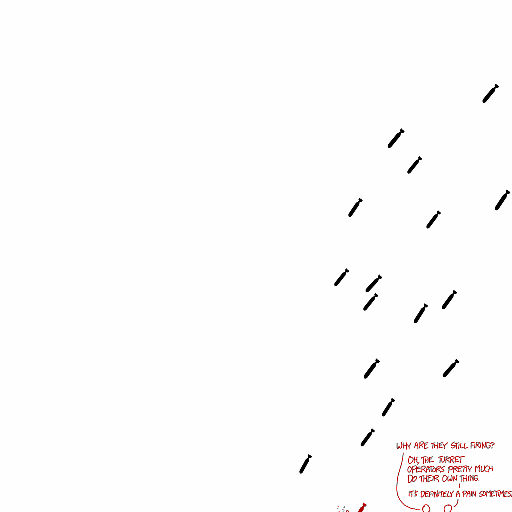 WHY ARE THEY STILL FIRING?
OH, THE TURRET
OPERATORS PRETTY MUCH
DO THEIR OWN THING.
IT'S DEFINITELY A PAIN SOMETIMES.